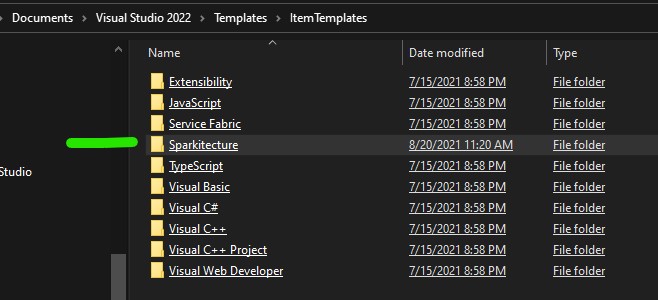 Documents > Visual Studio 2022 > Templates > ItemTemplates
Name Date modified Type
Extensibility 7/15/2021 8:58 PM File folder
JavaScript 7/15/2021 8:58 PM File folder
Service Fabric 7/15/2021 8:58 PM File folder
Sparkitecture 8/20/2021 11:20 AM File folder
Studio
TypeScript 7/15/2021 8:58 PM File folder
Visual Basic 7/15/2021 8:58 PM File folder
Visual C# 7/15/2021 8:58 PM File folder
Visual C++ 7/15/2021 8:58 PM File folder
Visual C++ Project 7/15/2021 8:58 PM File folder
Visual Web Developer 7/15/2021 8:58 PM File folder